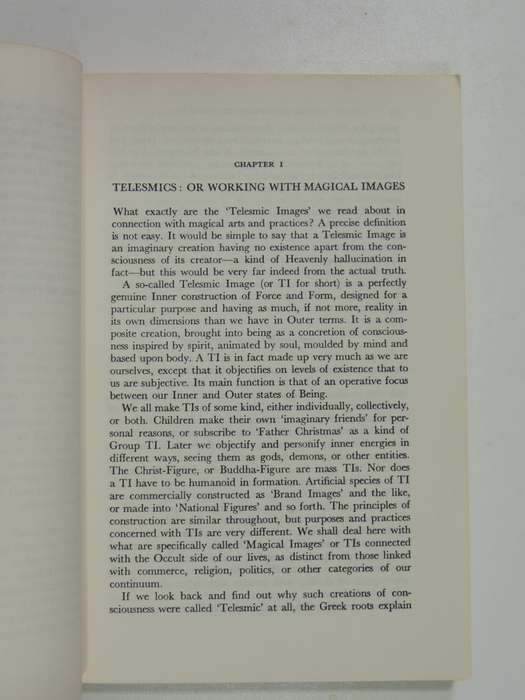 CHAPTER 1
TELESMICS: OR WORKING WITH MAGICAL IMAGES
What exactly are the ‘Telesmic Images’ we read about in
connection with magical arts and practices? A precise definition
is not easy. It would be simple to say that a Telesmic Image is
an imaginary creation having no existence apart from the con-
sciousness of its creator—a kind of Heavenly hallucination in
fact—but this would be very far indeed from the actual truth.
A so-called Telesmic Image (or TI for short) is a perfectly
genuine Inner construction of Force and Form, designed for a
particular purpose and having as much, if not more, reality in
its own dimensions than we have in Outer terms. It is a com-
posite creation, brought into being as a concretion of conscious-
ness inspired by spirit, animated by soul, moulded by mind and
based upon body. A TI is in fact made up very much as we are
ourselves, except that it objectifies on levels of existence that to
us are subjective. Its main function is that of an operative focus
between our Inner and Outer states of Being.
We all make TIs of some kind, either individually, collectively,
or both. Children make their own ‘imaginary friends’ for per-
sonal reasons, or subscribe to ‘Father Christmas’ as a kind of
Group TI. Later we objectify and personify inner energies in
different ways, seeing them as gods, demons, or other entities.
The Christ-Figure, or Buddha-Figure are mass TIs. Nor does
a TI have to be humanoid in formation. Artificial species of TI
are commercially constructed as ‘Brand Images’ and the like,
or made into ‘National Figures’ and so forth. The principles of
construction are similar throughout, but purposes and practices
concerned with TIs are very different. We shall deal here with
what are specifically called ‘Magical Images’ or TIs connected
with the Occult side of our lives, as distinct from those linked
with commerce, religion, politics, or other categories of our
continuum.
If we look back and find out why such creations of con-
sciousness were called ‘Telesmic’ at all, the Greek roots explain